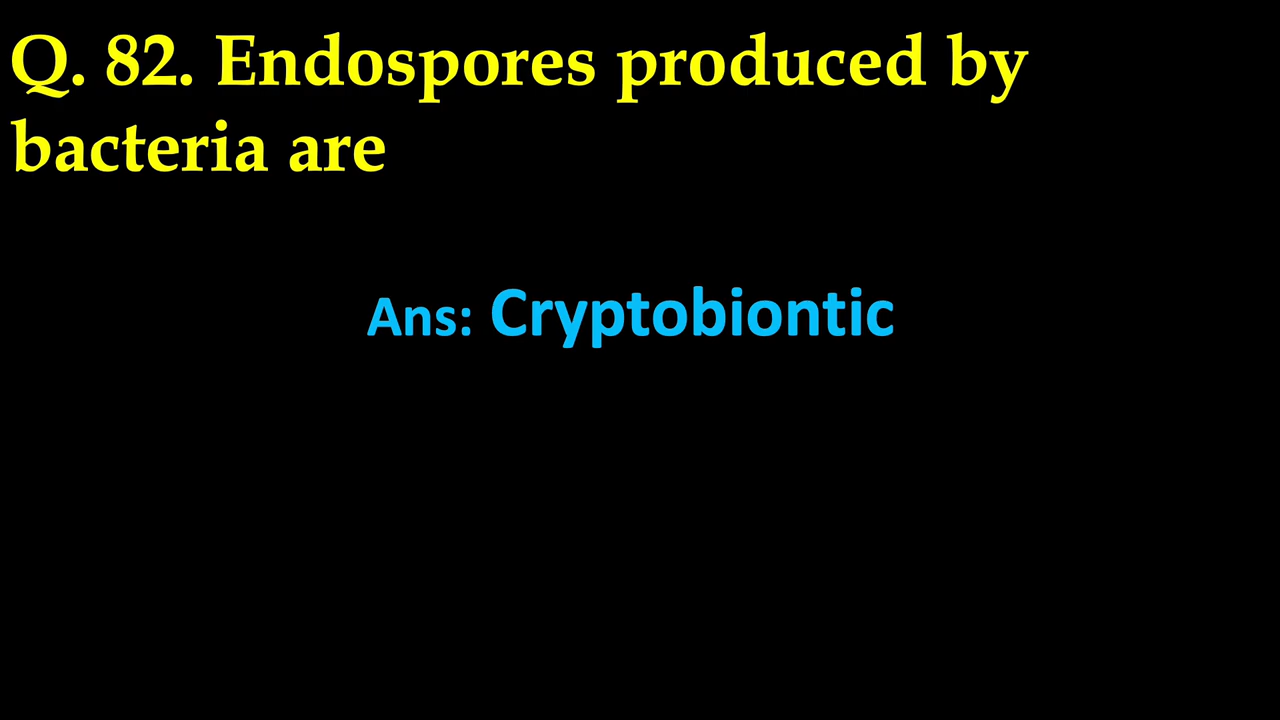 Q. 82. Endospores produced by
bacteria are
Ans: Cryptobiontic